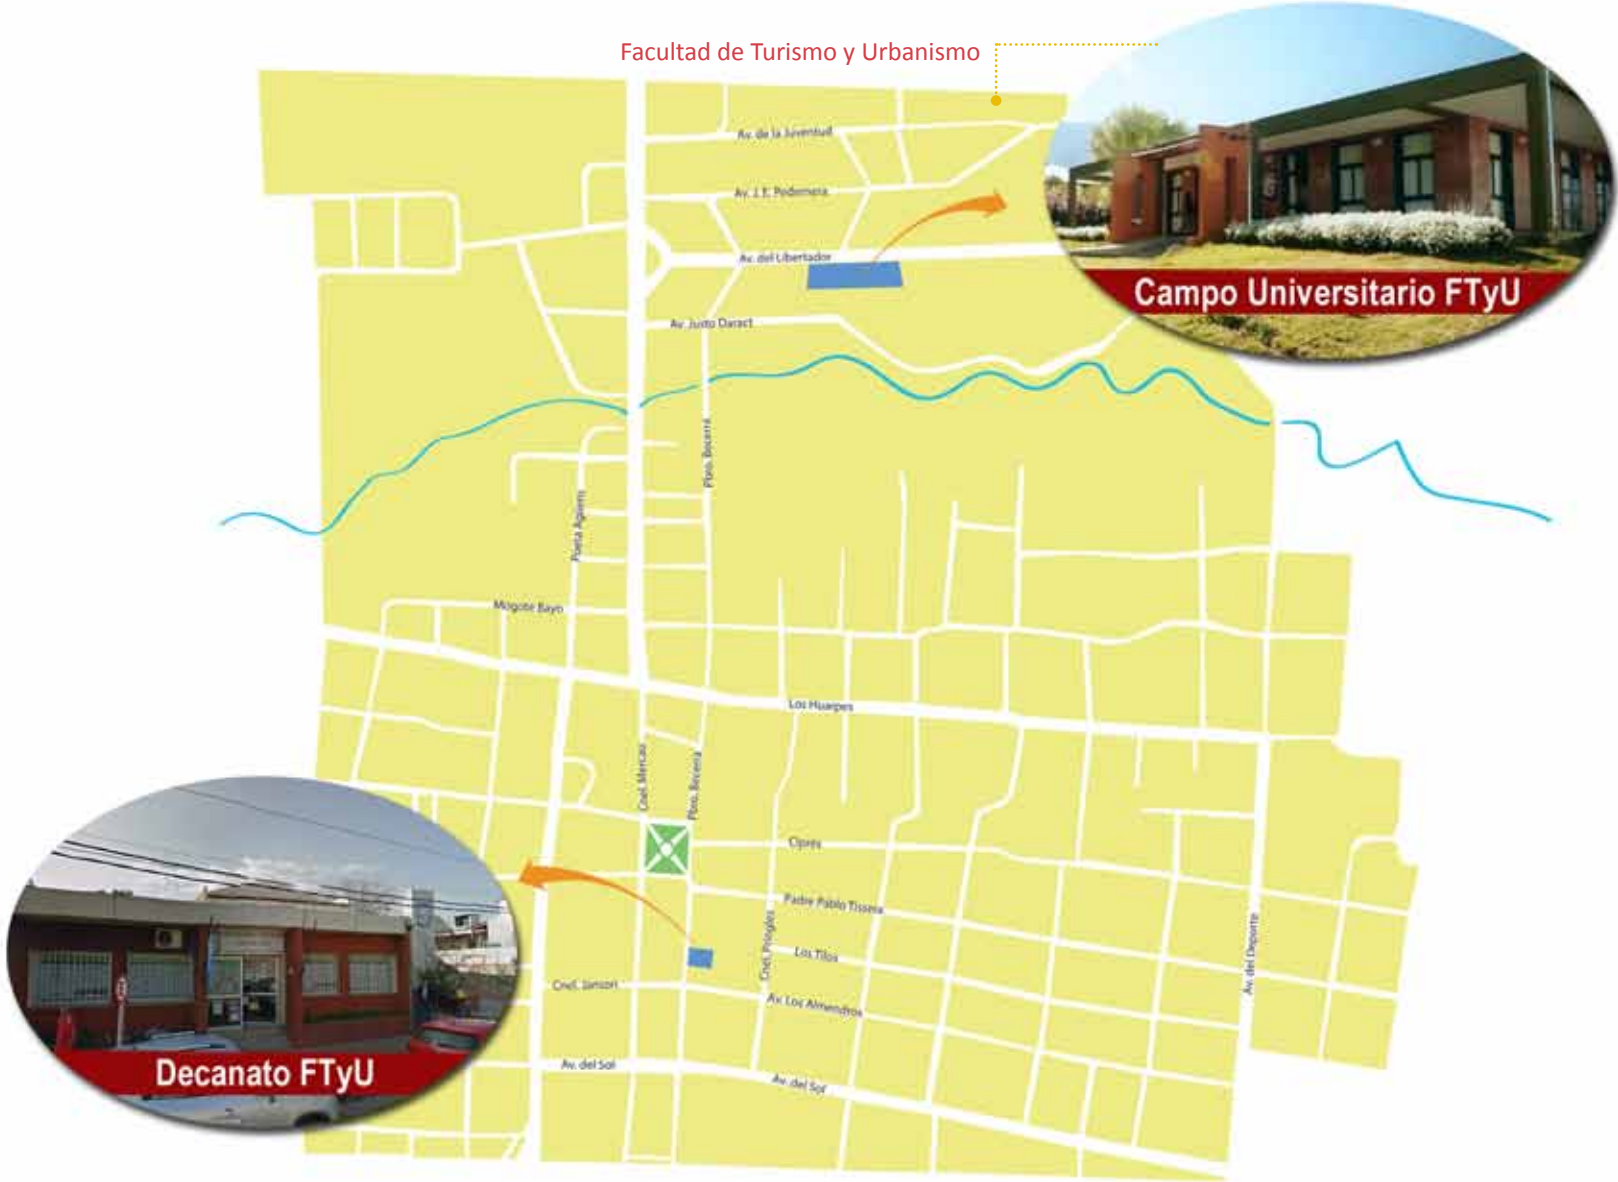 Facultad de Turismo y Urbanismo
Av. de la Juventud
Av. J. E. Pedernera
Av. del Libertador
Campo Universitario FTyU
Av. Justo Daract
Pbro. Becerra
Poeta Agüero
Mogote Bayo
Los Huarpes
Cnel. Mercau
Pbro. Becerra
Ciprés
Padre Pablo Tissera
Cnel. Pringles
Los Tilos
Av. del Deporte
Cnel. Janson
Av. Los Almendros
Av. del Sol
Av. del Sol
Decanato FTyU